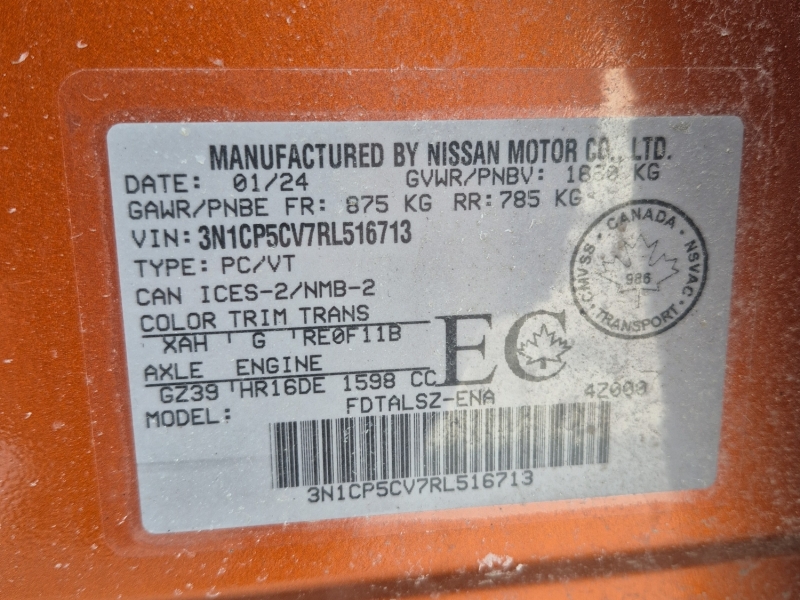 MANUFACTURED BY NISSAN MOTOR CO., LTD.
DATE: 01/24 GVWR/PNBV: KG
GAWR/PNBE FR: 875 KG RR: 785 KG
VIN: 3N1CP5CV7RL516713
TYPE: PC/VT
CAN ICES-2/NMB-2
COLOR TRIM TRANS
XAH G RE0F11B
AXLE ENGINE
GZ39 HR16DE 1598 CC
MODEL: FDTALSZ-ENA 4Z000
3N1CP5CV7RL516713
EC
CANADA
CMVSS NSVAC
986
TRANSPORT